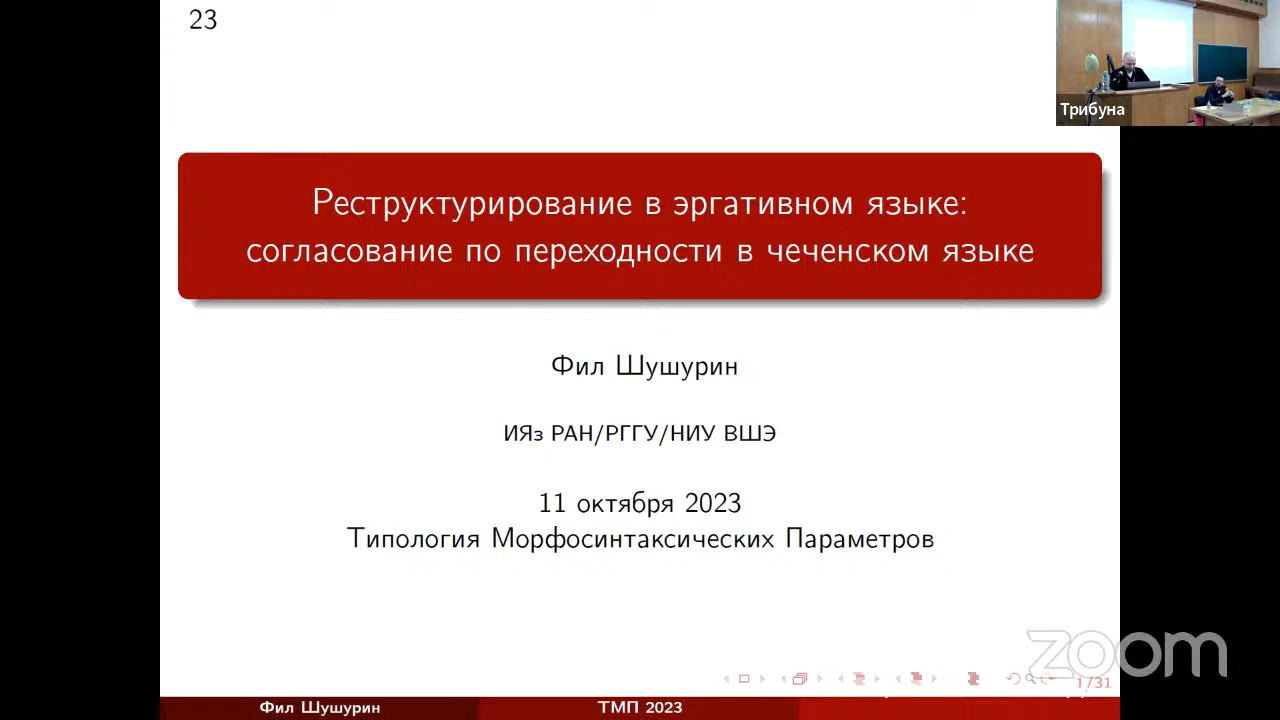 23
Трибуна
Реструктурирование в эргативном языке:
согласование по переходности в чеченском языке
Фил Шушурин
ИЯз РАН/РГГУ/НИУ ВШЭ
11 октября 2023
Типология Морфосинтаксических Параметров
zoom
1/31
Фил Шушурин
ТМП 2023